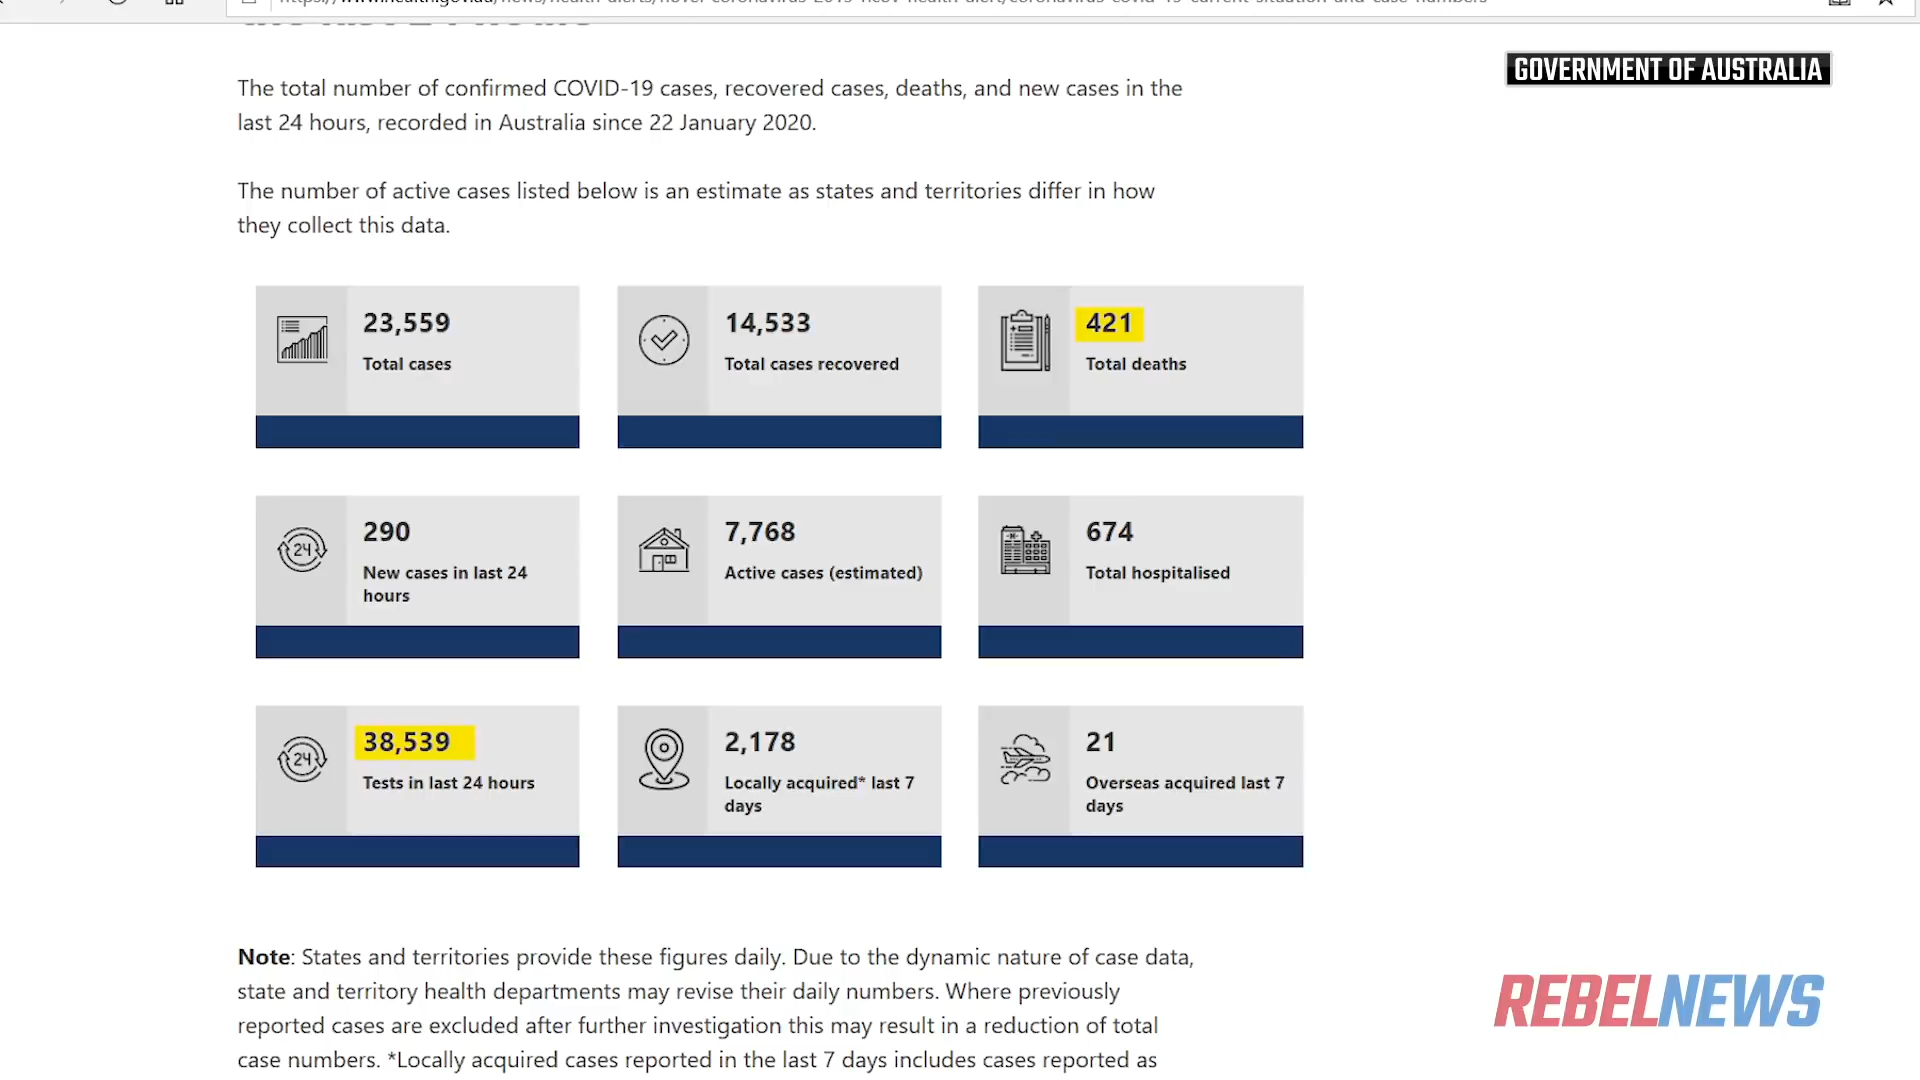 GOVERNMENT OF AUSTRALIA
The total number of confirmed COVID-19 cases, recovered cases, deaths, and new cases in the
last 24 hours, recorded in Australia since 22 January 2020.
The number of active cases listed below is an estimate as states and territories differ in how
they collect this data.
23,559
Total cases
14,533
Total cases recovered
421
Total deaths
24
290
New cases in last 24
hours
7,768
Active cases (estimated)
674
Total hospitalised
24
38,539
Tests in last 24 hours
2,178
Locally acquired* last 7
days
21
Overseas acquired last 7
days
Note: States and territories provide these figures daily. Due to the dynamic nature of case data,
state and territory health departments may revise their daily numbers. Where previously
reported cases are excluded after further investigation this may result in a reduction of total
case numbers. *Locally acquired cases reported in the last 7 days includes cases reported as
REBELNEWS